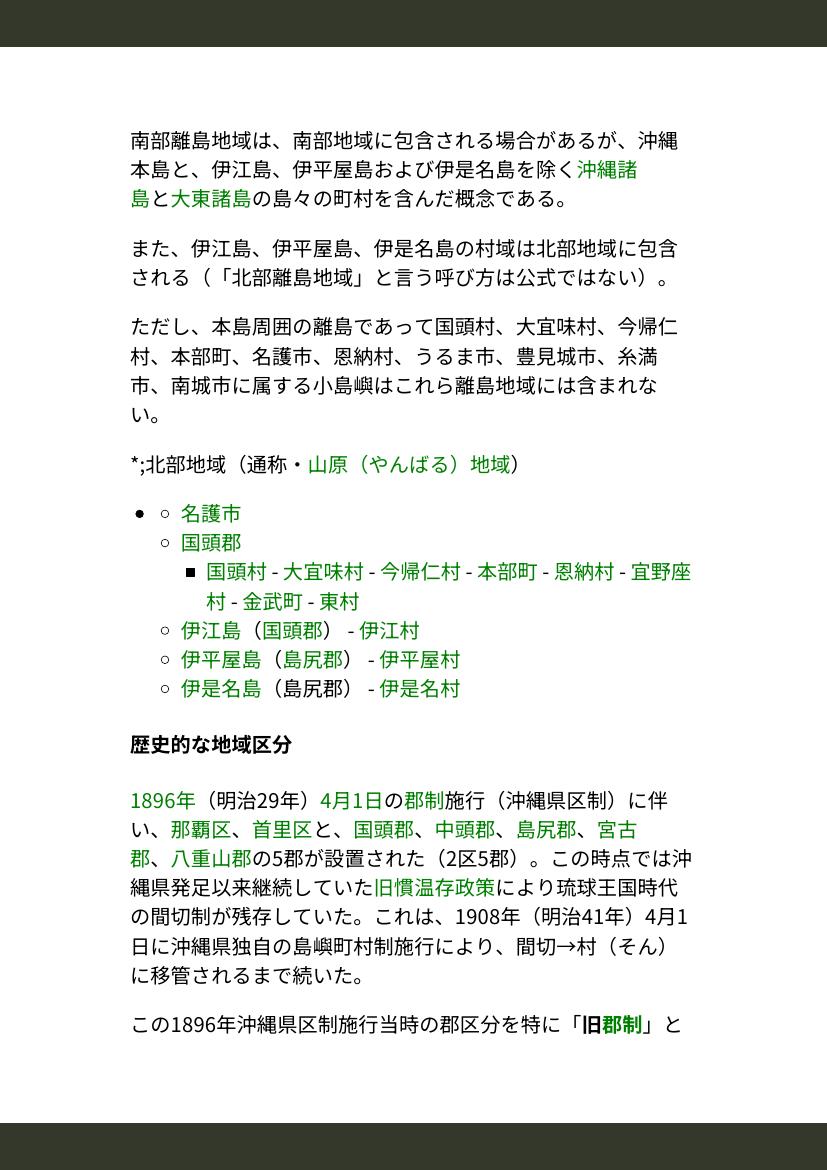 南部離島地域は、南部地域に包含される場合があるが、沖縄
本島と、伊江島、伊平屋島および伊是名島を除く沖縄諸
島と大東諸島の島々の町村を含んだ概念である。
また、伊江島、伊平屋島、伊是名島の村域は北部地域に包含
される（「北部離島地域」と言う呼び方は公式ではない）。
ただし、本島周囲の離島であって国頭村、大宜味村、今帰仁
村、本部町、名護市、恩納村、うるま市、豊見城市、糸満
市、南城市に属する小島嶼はこれら離島地域には含まれな
い。
*;北部地域（通称・山原（やんばる）地域）
名護市
国頭郡
国頭村 - 大宜味村 - 今帰仁村 - 本部町 - 恩納村 - 宜野座
村 - 金武町 - 東村
伊江島（国頭郡） - 伊江村
伊平屋島（島尻郡） - 伊平屋村
伊是名島（島尻郡） - 伊是名村
歴史的な地域区分
1896年（明治29年）4月1日の郡制施行（沖縄県区制）に伴
い、那覇区、首里区と、国頭郡、中頭郡、島尻郡、宮古
郡、八重山郡の5郡が設置された（2区5郡）。この時点では沖
縄県発足以来継続していた旧慣温存政策により琉球王国時代
の間切制が残存していた。これは、1908年（明治41年）4月1
日に沖縄県独自の島嶼町村制施行により、間切→村（そん）
に移管されるまで続いた。
この1896年沖縄県区制施行当時の郡区分を特に「旧郡制」と